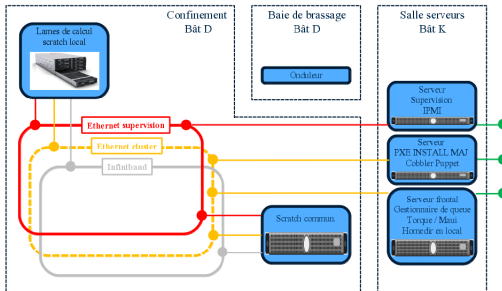 Confinement
Bât D
Baie de brassage
Bât D
Salle serveurs
Bât K
Lames de calcul
scratch local
Onduleur
Serveur
Supervision
IPMI
Ethernet supervision
Ethernet cluster
Infiniband
Serveur
PXE INSTALL MAJ
Cobbler Puppet
Serveur frontal
Gestionnaire de queue
Torque / Maui
Homedir en local
Scratch commun